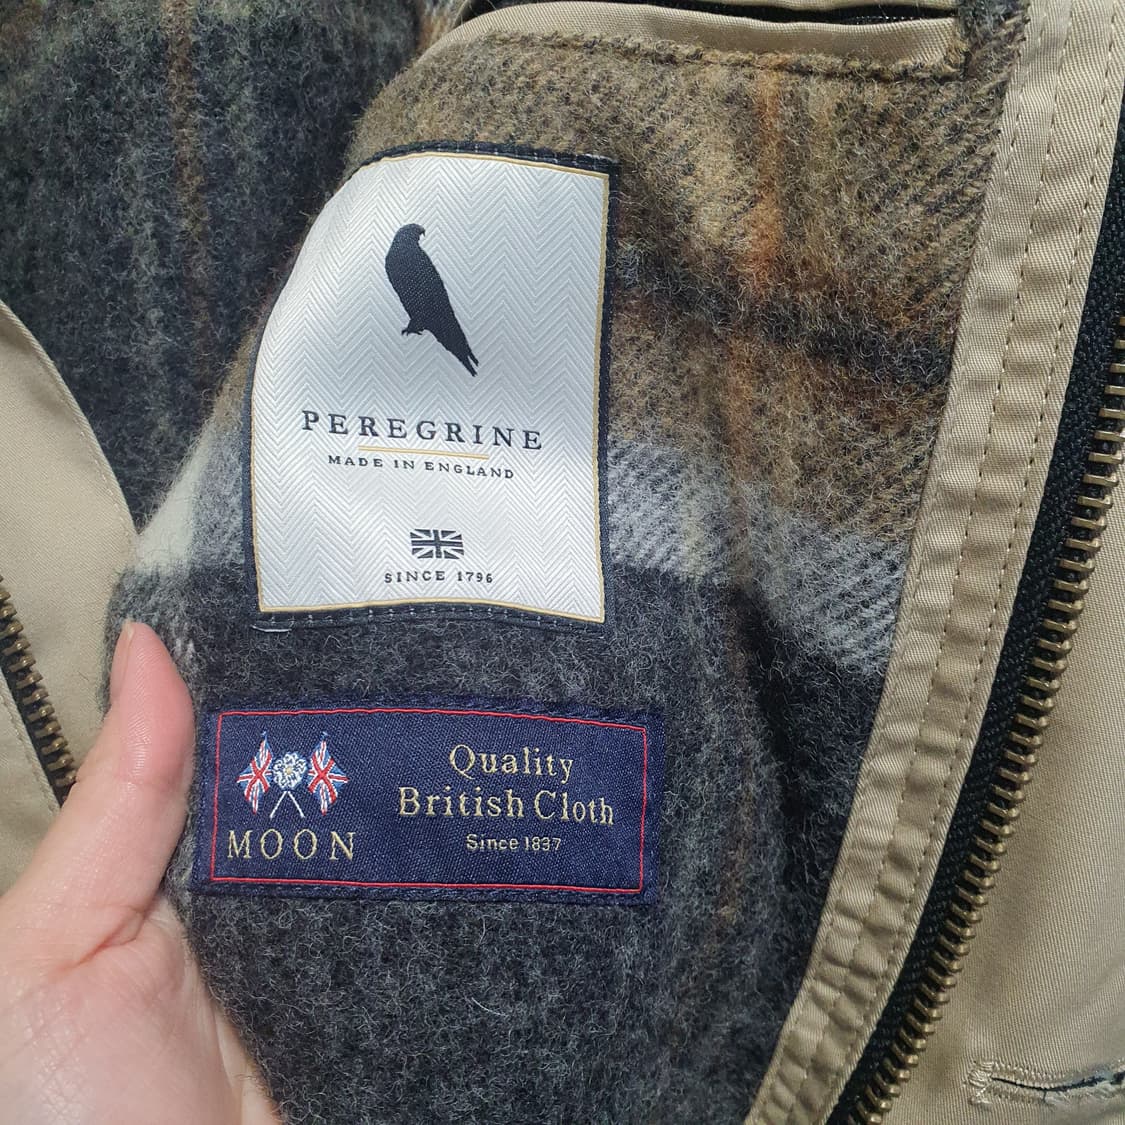 PEREGRINE
MADE IN ENGLAND
SINCE 1796
MOON
Quality
British Cloth
Since 1837